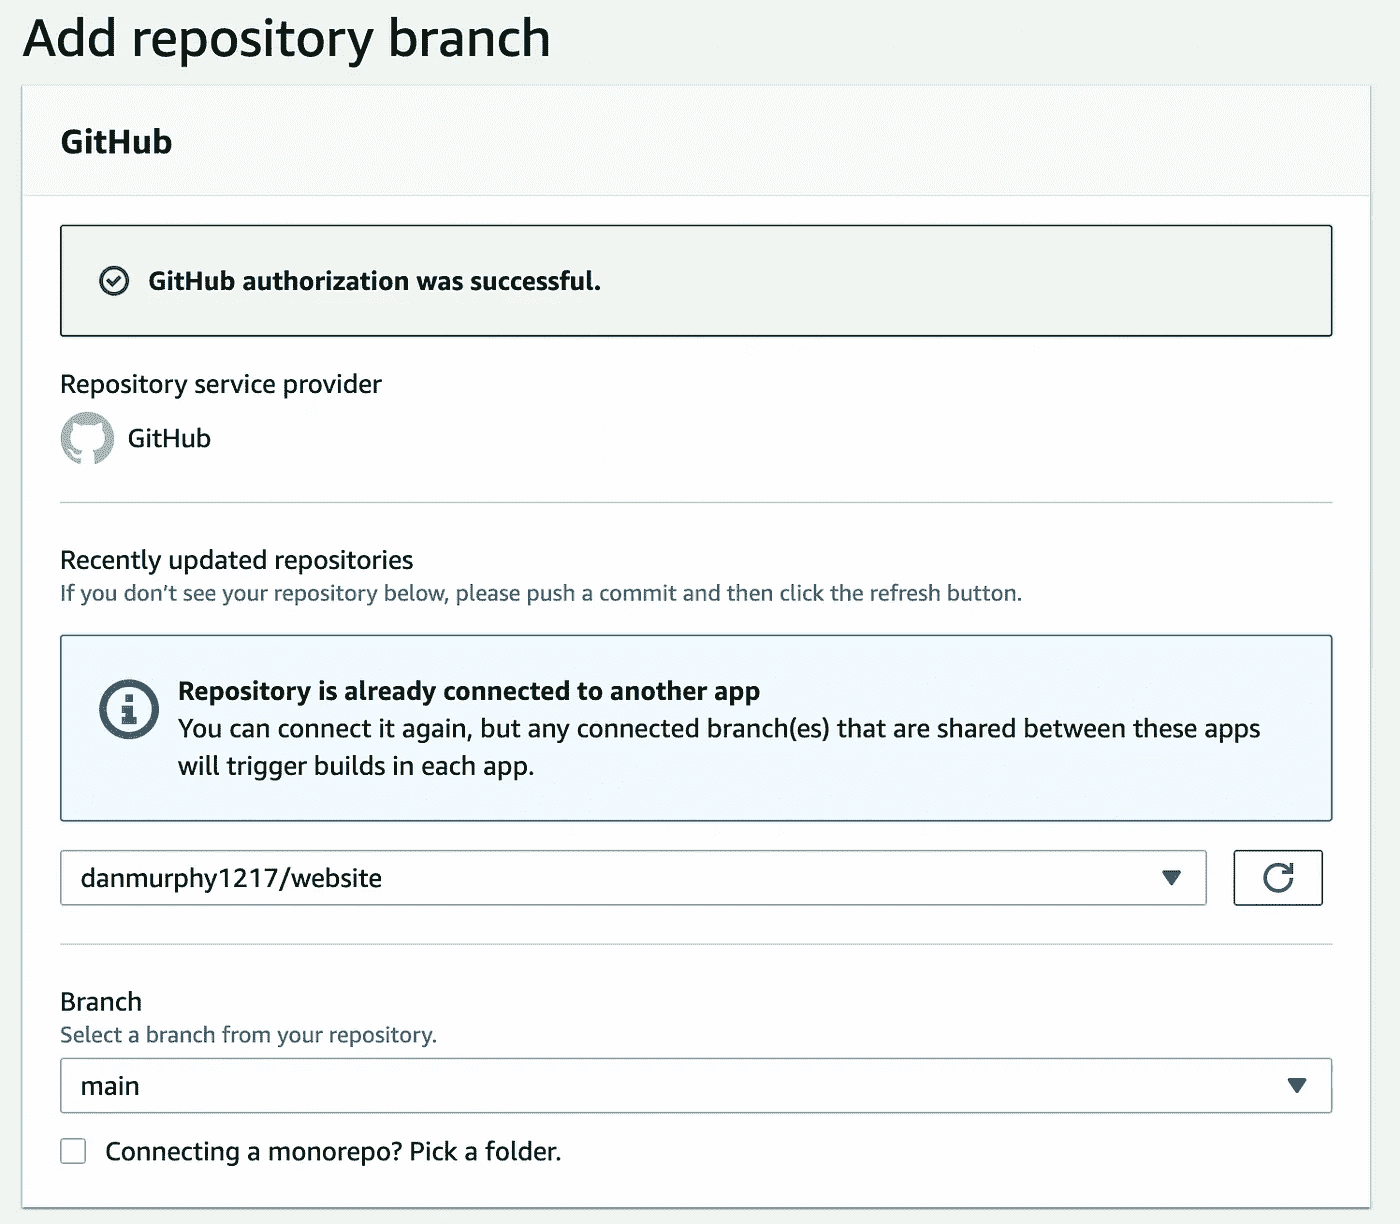 Add repository branch
GitHub
GitHub authorization was successful.
Repository service provider
GitHub
Recently updated repositories
If you don’t see your repository below, please push a commit and then click the refresh button.
Repository is already connected to another app
You can connect it again, but any connected branch(es) that are shared between these apps
will trigger builds in each app.
danmurphy1217/website
Branch
Select a branch from your repository.
main
Connecting a monorepo? Pick a folder.